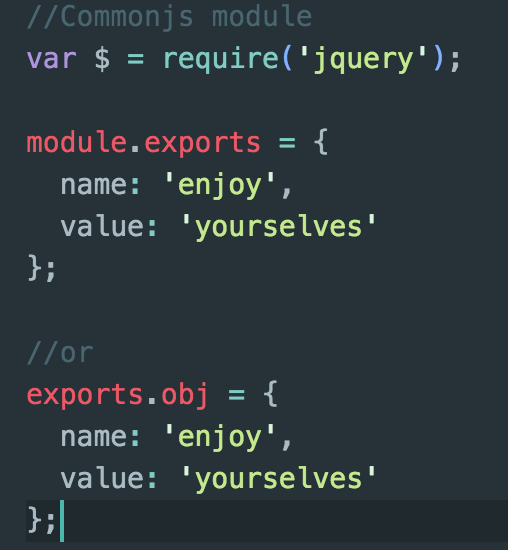 //Commonjs module
var $ = require('jquery');

module.exports = {
  name: 'enjoy',
  value: 'yourselves'
};

//or
exports.obj = {
  name: 'enjoy',
  value: 'yourselves'
};